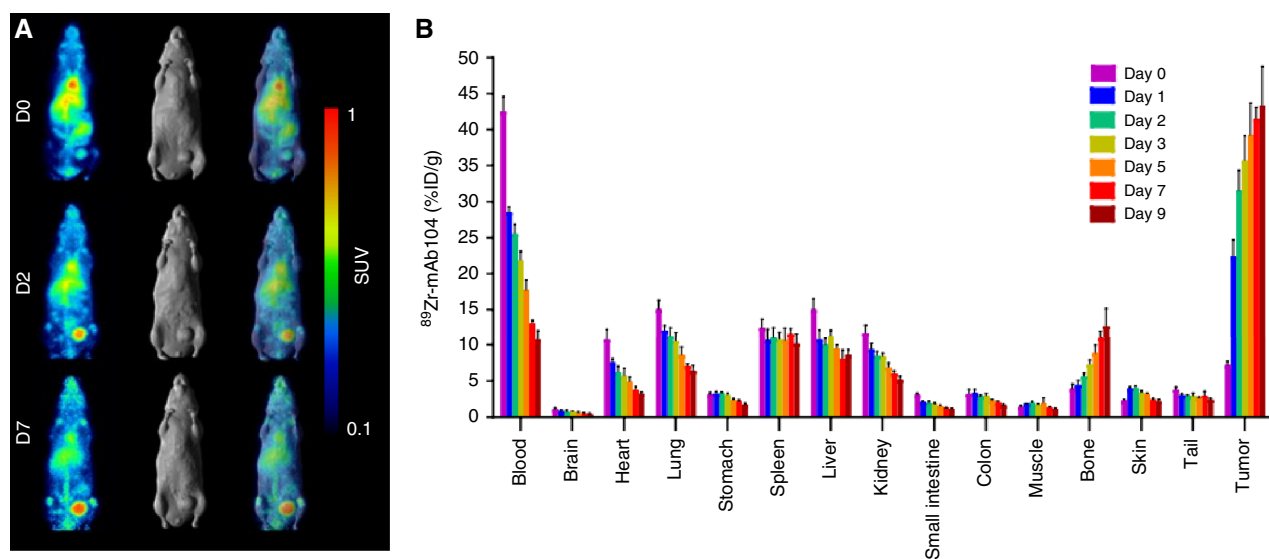 A
D0
D2
D7
1
SUV
0.1
B
50
45
40
35
30
25
20
15
10
5
0
⁸⁹Zr-mAb104 (%ID/g)
Day 0
Day 1
Day 2
Day 3
Day 5
Day 7
Day 9
Blood
Brain
Heart
Lung
Stomach
Spleen
Liver
Kidney
Small intestine
Colon
Muscle
Bone
Skin
Tail
Tumor